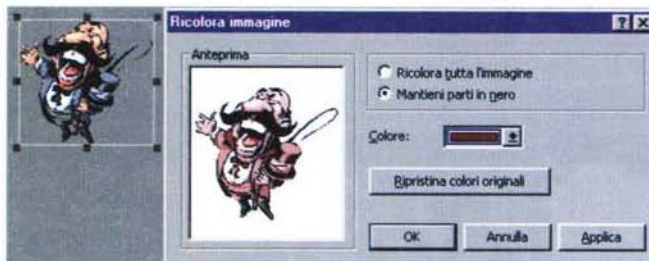 Ricolora immagine
Anteprima
Ricolora tutta l'immagine
Mantieni parti in nero
Colore:
Ripristina colori originali
OK
Annulla
Applica